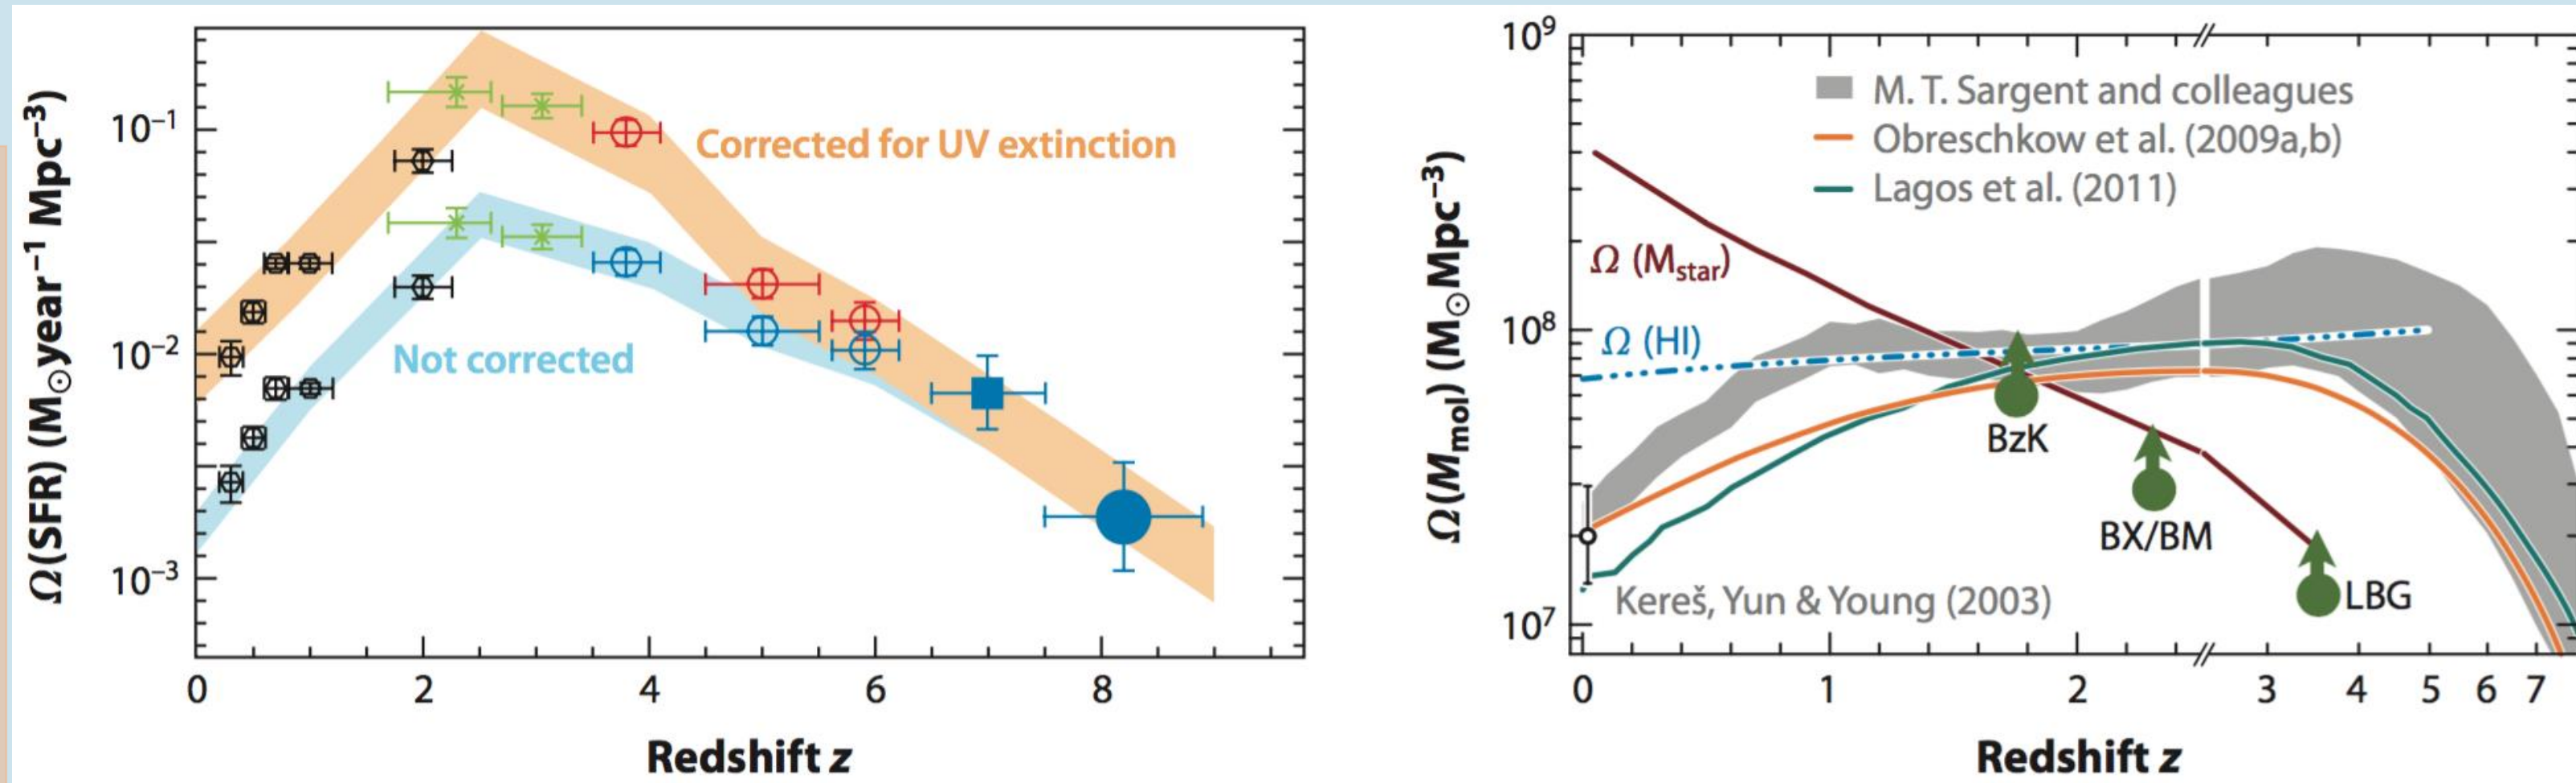 Ω(SFR) (M⊙year⁻¹ Mpc⁻³)
10⁻¹
10⁻²
10⁻³
Corrected for UV extinction
Not corrected
0 2 4 6 8
Redshift z
Ω(Mmol) (M⊙Mpc⁻³)
10⁹
10⁸
10⁷
M. T. Sargent and colleagues
Obreschkow et al. (2009a,b)
Lagos et al. (2011)
Ω (Mstar)
Ω (HI)
BzK
BX/BM
LBG
Kereš, Yun & Young (2003)
0 1 2 3 4 5 6 7
Redshift z